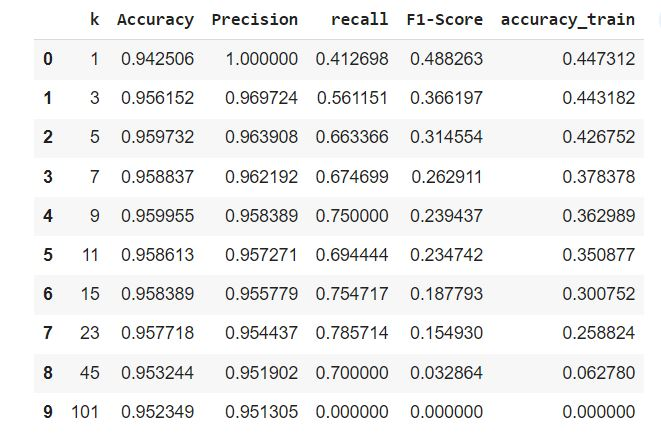 k Accuracy Precision recall F1-Score accuracy_train
0 1 0.942506 1.000000 0.412698 0.488263 0.447312
1 3 0.956152 0.969724 0.561151 0.366197 0.443182
2 5 0.959732 0.963908 0.663366 0.314554 0.426752
3 7 0.958837 0.962192 0.674699 0.262911 0.378378
4 9 0.959955 0.958389 0.750000 0.239437 0.362989
5 11 0.958613 0.957271 0.694444 0.234742 0.350877
6 15 0.958389 0.955779 0.754717 0.187793 0.300752
7 23 0.957718 0.954437 0.785714 0.154930 0.258824
8 45 0.953244 0.951902 0.700000 0.032864 0.062780
9 101 0.952349 0.951305 0.000000 0.000000 0.000000